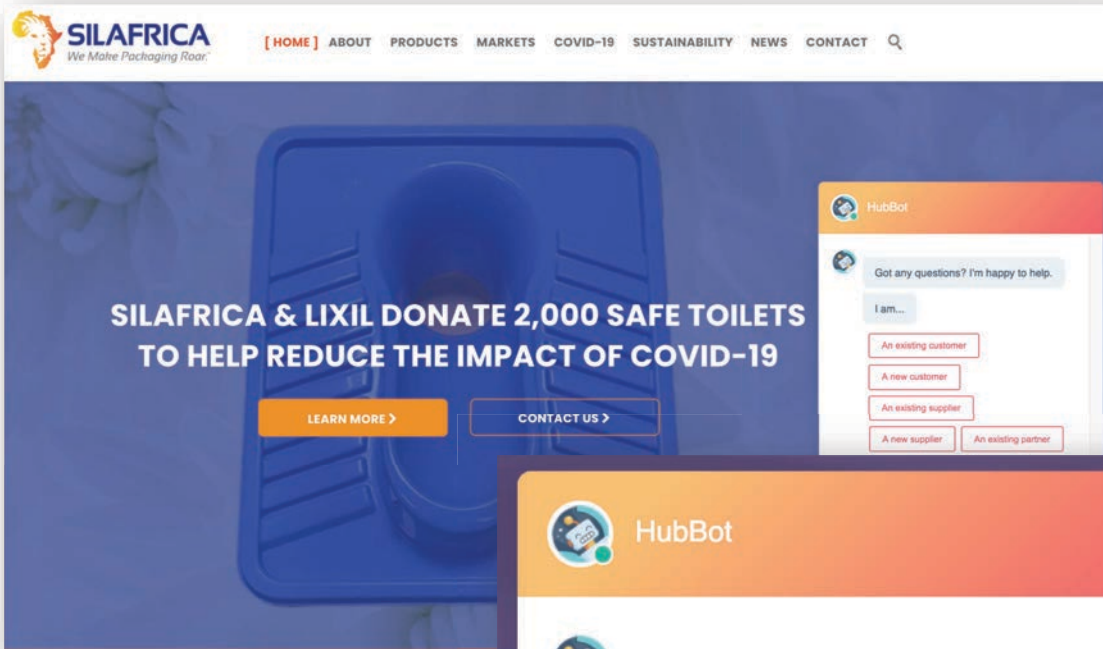 SILAFRICA
We Make Packaging Roar.™
[ HOME ] ABOUT PRODUCTS MARKETS COVID-19 SUSTAINABILITY NEWS CONTACT
SILAFRICA & LIXIL DONATE 2,000 SAFE TOILETS
TO HELP REDUCE THE IMPACT OF COVID-19
LEARN MORE >
CONTACT US >
HubBot
Got any questions? I'm happy to help.
I am...
An existing customer
A new customer
An existing supplier
A new supplier An existing partner
HubBot